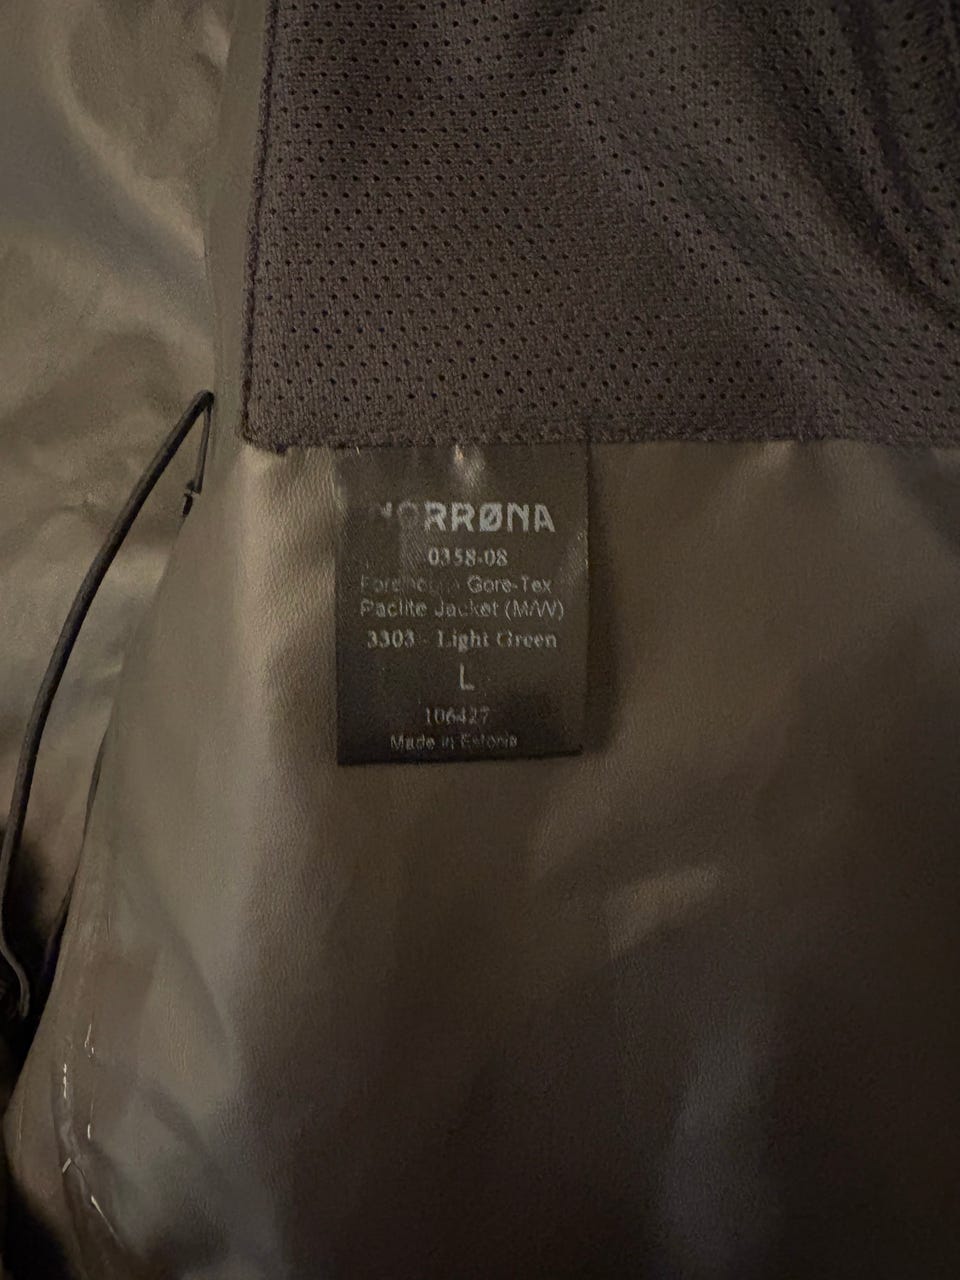 NORRØNA
0358-08
Gore-Tex
Paclite Jacket (M/W)
3303 - Light Green
L
106427
Made in Estonia